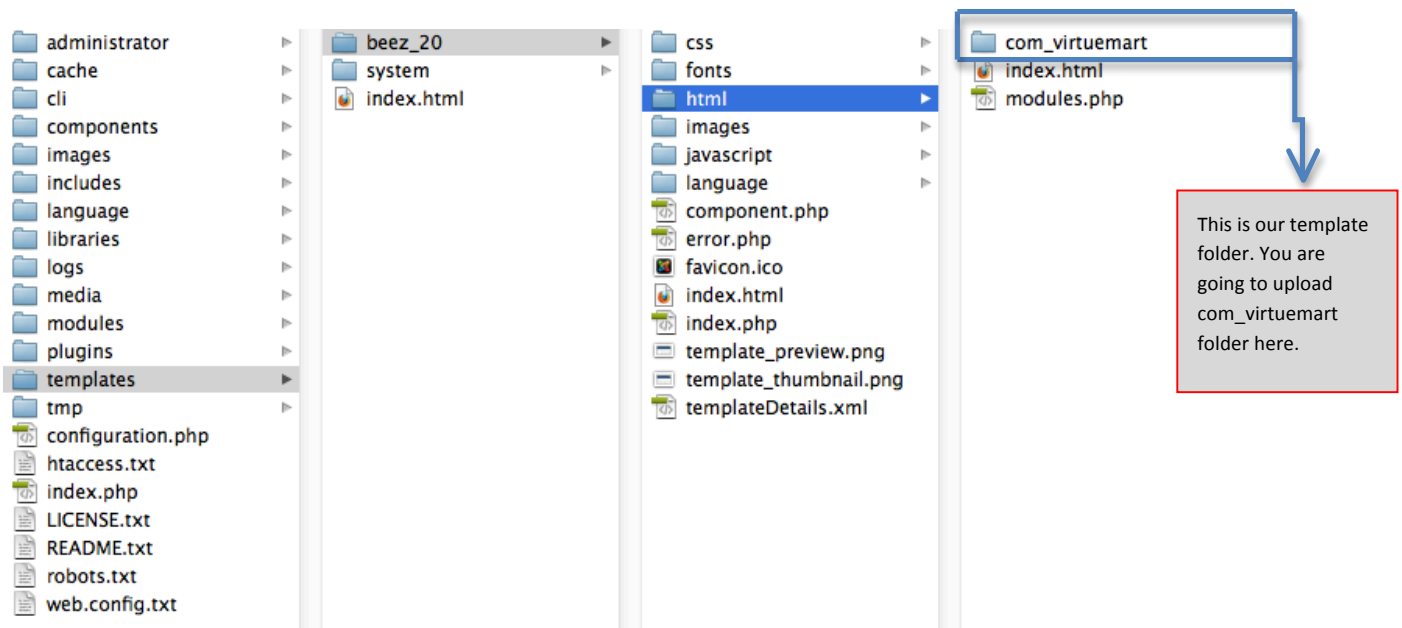 administrator
cache
cli
components
images
includes
language
libraries
logs
media
modules
plugins
templates
tmp
configuration.php
htaccess.txt
index.php
LICENSE.txt
README.txt
robots.txt
web.config.txt
beez_20
system
index.html
css
fonts
html
images
javascript
language
component.php
error.php
favicon.ico
index.html
index.php
template_preview.png
template_thumbnail.png
templateDetails.xml
com_virtuemart
index.html
modules.php
This is our template
folder. You are
going to upload
com_virtuemart
folder here.